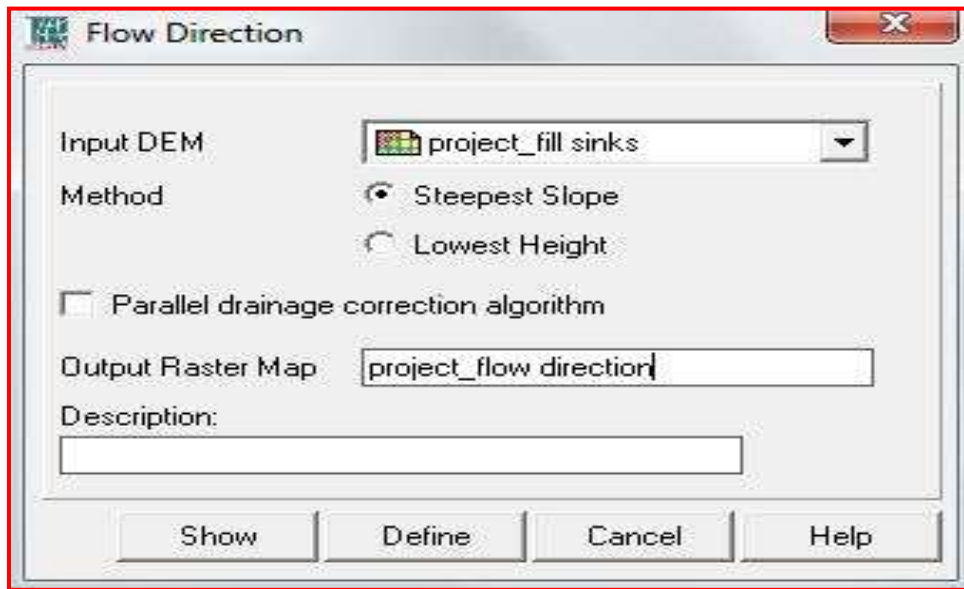 Flow Direction
Input DEM project_fill sinks
Method Steepest Slope
Lowest Height
Parallel drainage correction algorithm
Output Raster Map project_flow direction
Description:
Show Define Cancel Help